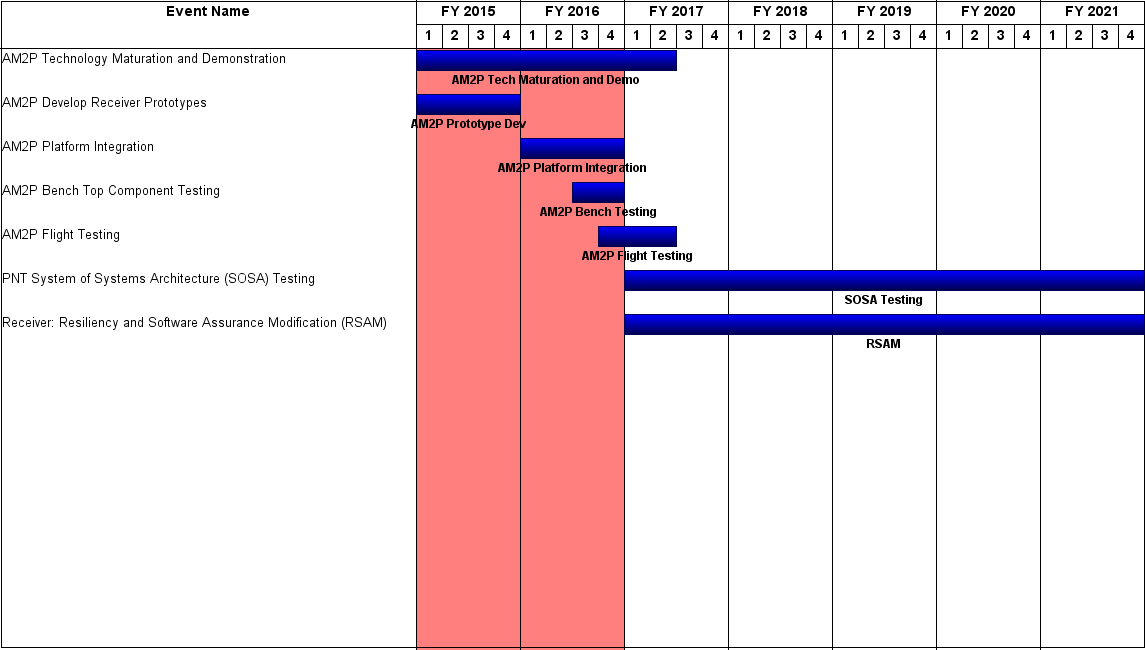 Event Name FY 2015 FY 2016 FY 2017 FY 2018 FY 2019 FY 2020 FY 2021
1 2 3 4 1 2 3 4 1 2 3 4 1 2 3 4 1 2 3 4 1 2 3 4 1 2 3 4
AM2P Technology Maturation and Demonstration
AM2P Tech Maturation and Demo
AM2P Develop Receiver Prototypes
AM2P Prototype Dev
AM2P Platform Integration
AM2P Platform Integration
AM2P Bench Top Component Testing
AM2P Bench Testing
AM2P Flight Testing
AM2P Flight Testing
PNT System of Systems Architecture (SOSA) Testing
SOSA Testing
Receiver: Resiliency and Software Assurance Modification (RSAM)
RSAM